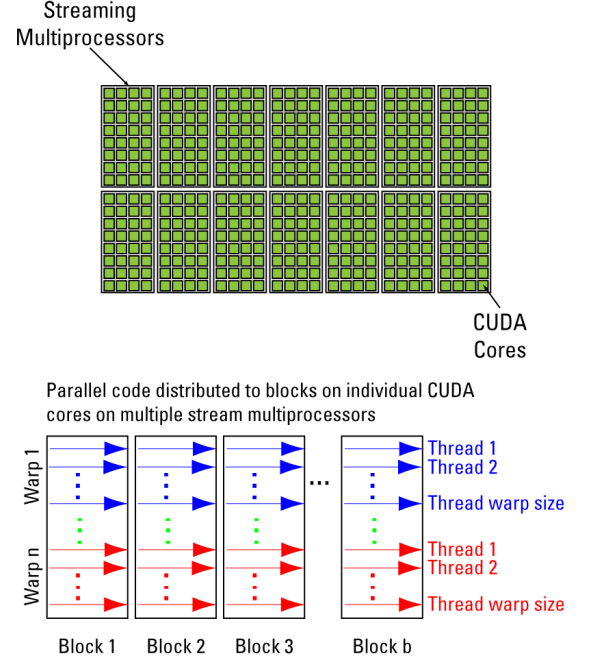 Streaming
Multiprocessors
CUDA
Cores
Parallel code distributed to blocks on individual CUDA
cores on multiple stream multiprocessors
Warp 1
Thread 1
Thread 2
...
Thread warp size
Warp n
Thread 1
Thread 2
Thread warp size
Block 1 Block 2 Block 3 Block b